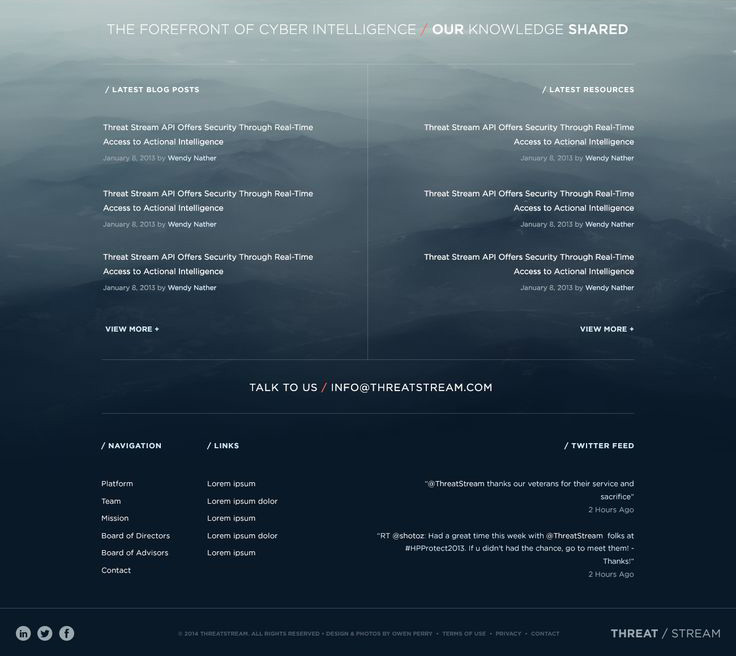 THE FOREFRONT OF CYBER INTELLIGENCE / OUR KNOWLEDGE SHARED
/ LATEST BLOG POSTS
Threat Stream API Offers Security Through Real-Time
Access to Actional Intelligence
January 8, 2013 by Wendy Nather
Threat Stream API Offers Security Through Real-Time
Access to Actional Intelligence
January 8, 2013 by Wendy Nather
Threat Stream API Offers Security Through Real-Time
Access to Actional Intelligence
January 8, 2013 by Wendy Nather
VIEW MORE +
/ LATEST RESOURCES
Threat Stream API Offers Security Through Real-Time
Access to Actional Intelligence
January 8, 2013 by Wendy Nather
Threat Stream API Offers Security Through Real-Time
Access to Actional Intelligence
January 8, 2013 by Wendy Nather
Threat Stream API Offers Security Through Real-Time
Access to Actional Intelligence
January 8, 2013 by Wendy Nather
VIEW MORE +
TALK TO US / INFO@THREATSTREAM.COM
/ NAVIGATION
Platform
Team
Mission
Board of Directors
Board of Advisors
Contact
/ LINKS
Lorem ipsum
Lorem ipsum dolor
Lorem ipsum
Lorem ipsum dolor
Lorem ipsum
/ TWITTER FEED
"@ThreatStream thanks our veterans for their service and
sacrifice"
2 Hours Ago
"RT @shotoz: Had a great time this week with @ThreatStream folks at
#HPProtect2013. If u didn't had the chance, go to meet them! -
Thanks!"
2 Hours Ago
in
f
© 2014 THREATSTREAM. ALL RIGHTS RESERVED • DESIGN & PHOTOS BY OWEN PERRY • TERMS OF USE • PRIVACY • CONTACT
THREAT / STREAM